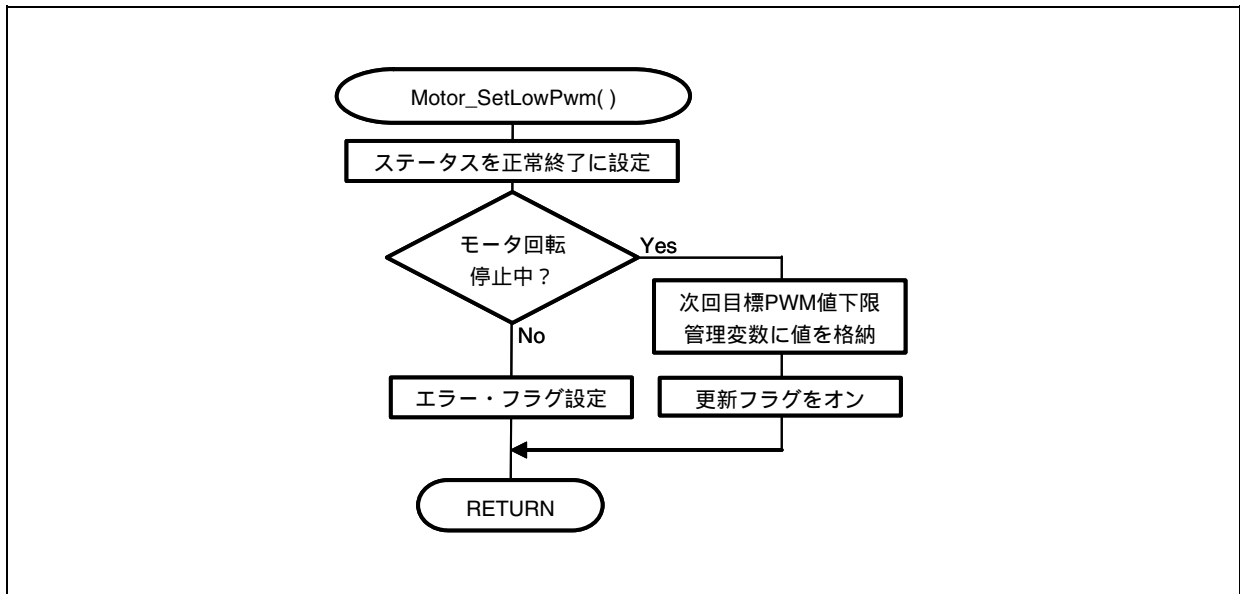 Motor_SetLowPwm( )
ステータスを正常終了に設定
モータ回転
停止中？
Yes
次回目標PWM値下限
管理変数に値を格納
No
エラー・フラグ設定
更新フラグをオン
RETURN